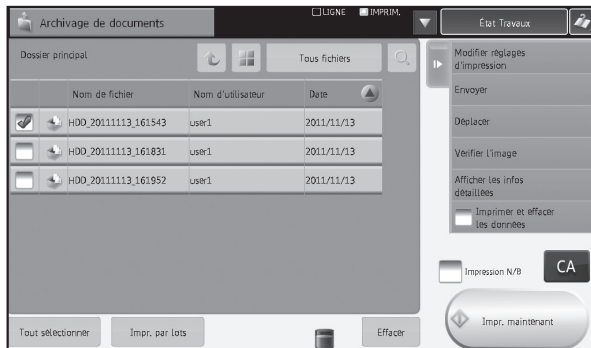 Archivage de documents
LIGNE
IMPRIM.
État Travaux
Dossier principal
Tous fichiers
Nom de fichier
Nom d'utilisateur
Date
HDD_20111113_161543
user1
2011/11/13
HDD_20111113_161831
user1
2011/11/13
HDD_20111113_161952
user1
2011/11/13
Modifier réglages
d'impression
Envoyer
Déplacer
Vérifier l'image
Afficher les infos
détaillées
Imprimer et effacer
les données
Impression N/B
CA
Impr. maintenant
Tout sélectionner
Impr. par lots
Effacer